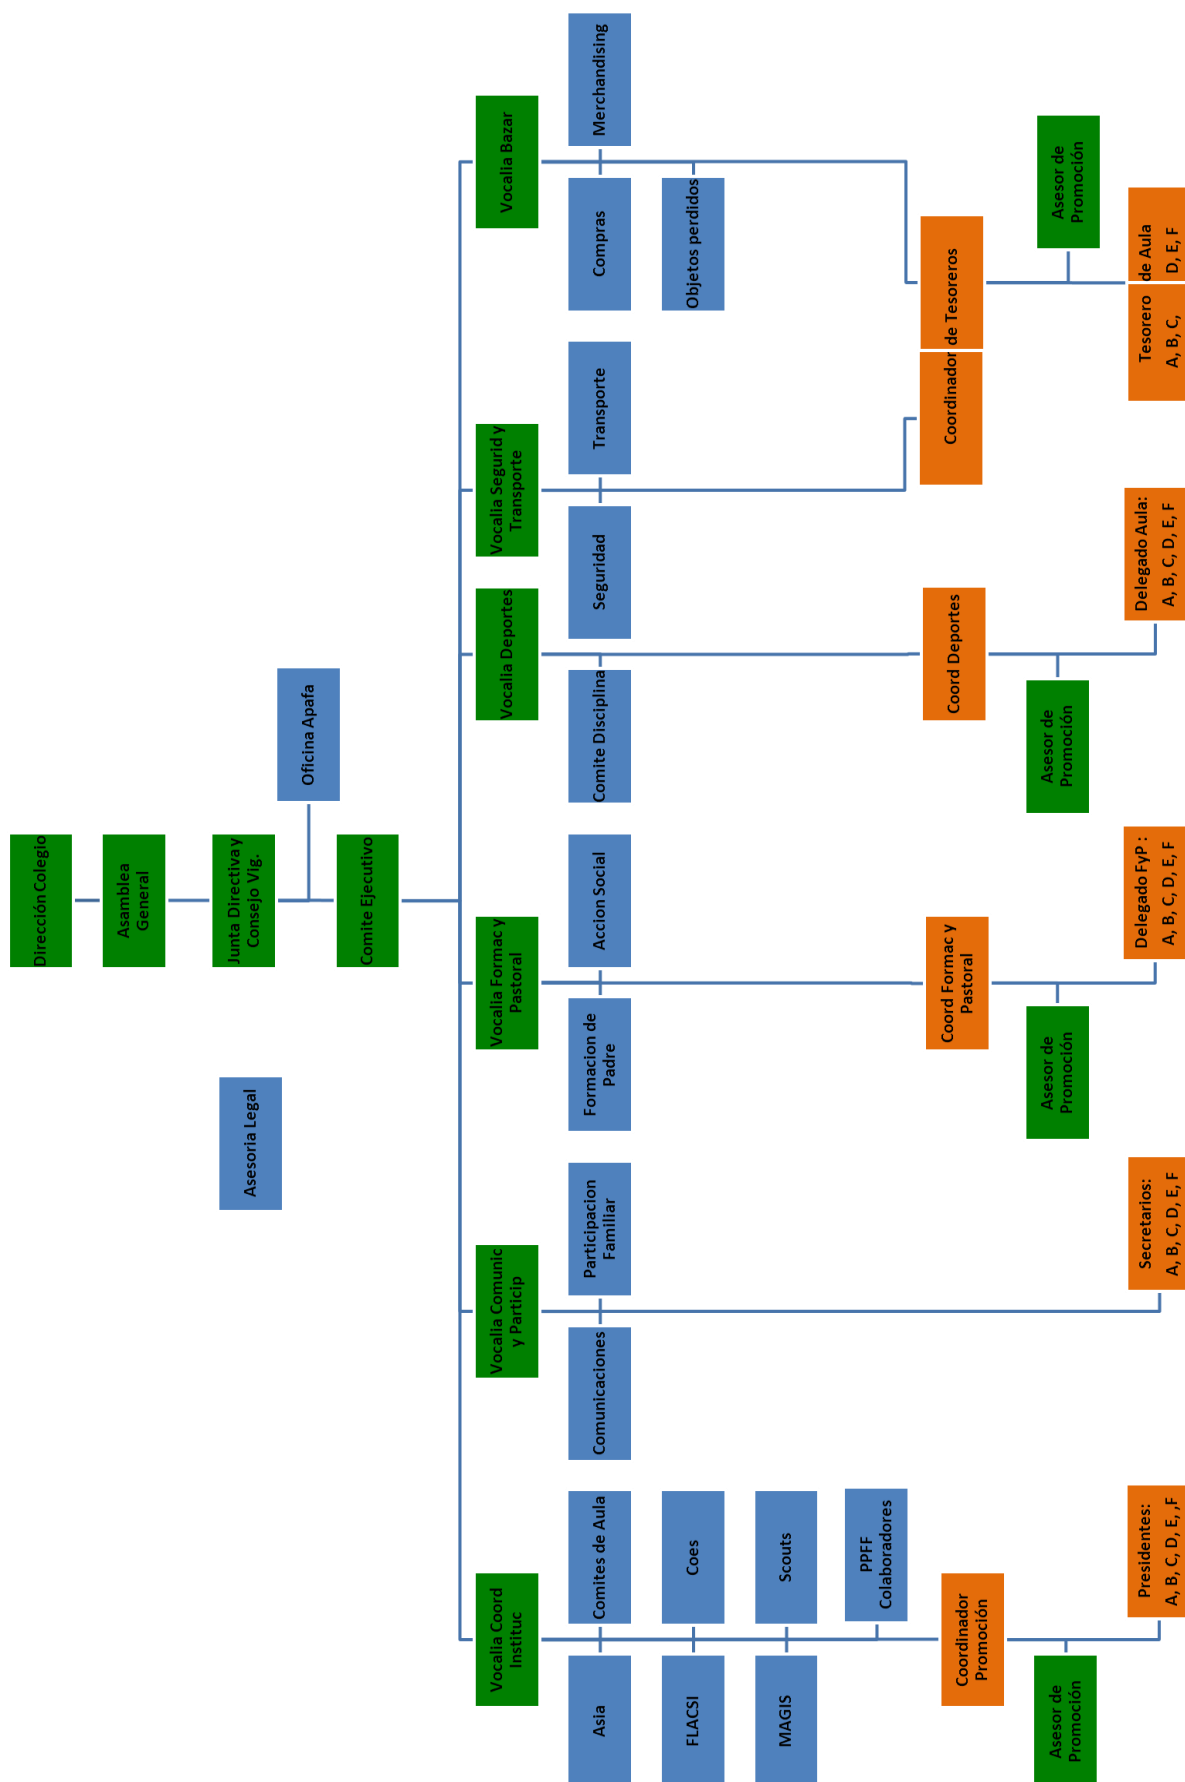 Dirección Colegio
Asamblea
General
Junta Directiva y
Consejo Vig.
Asesoria Legal
Oficina Apafa
Comite Ejecutivo
Vocalia Coord
Instituc
Vocalia Comunic
y Particip
Vocalia Formac y
Pastoral
Vocalia Deportes
Vocalia Segurid y
Transporte
Vocalia Bazar
Asia
Comites de Aula
Comunicaciones
Participacion
Familiar
Formacion de
Padre
Accion Social
Comite Disciplina
Seguridad
Transporte
Compras
Merchandising
FLACSI
Coes
Objetos perdidos
MAGIS
Scouts
PPFF
Colaboradores
Coordinador
Promoción
Coord Formac y
Pastoral
Coord Deportes
Coordinador de Tesoreros
Asesor de
Promoción
Asesor de
Promoción
Asesor de
Promoción
Asesor de
Promoción
Presidentes:
A, B, C, D, E, ,F
Secretarios:
A, B, C, D, E, F
Delegado FyP :
A, B, C, D, E, F
Delegado Aula:
A, B, C, D, E, F
Tesorero de Aula
A, B, C, D, E, F